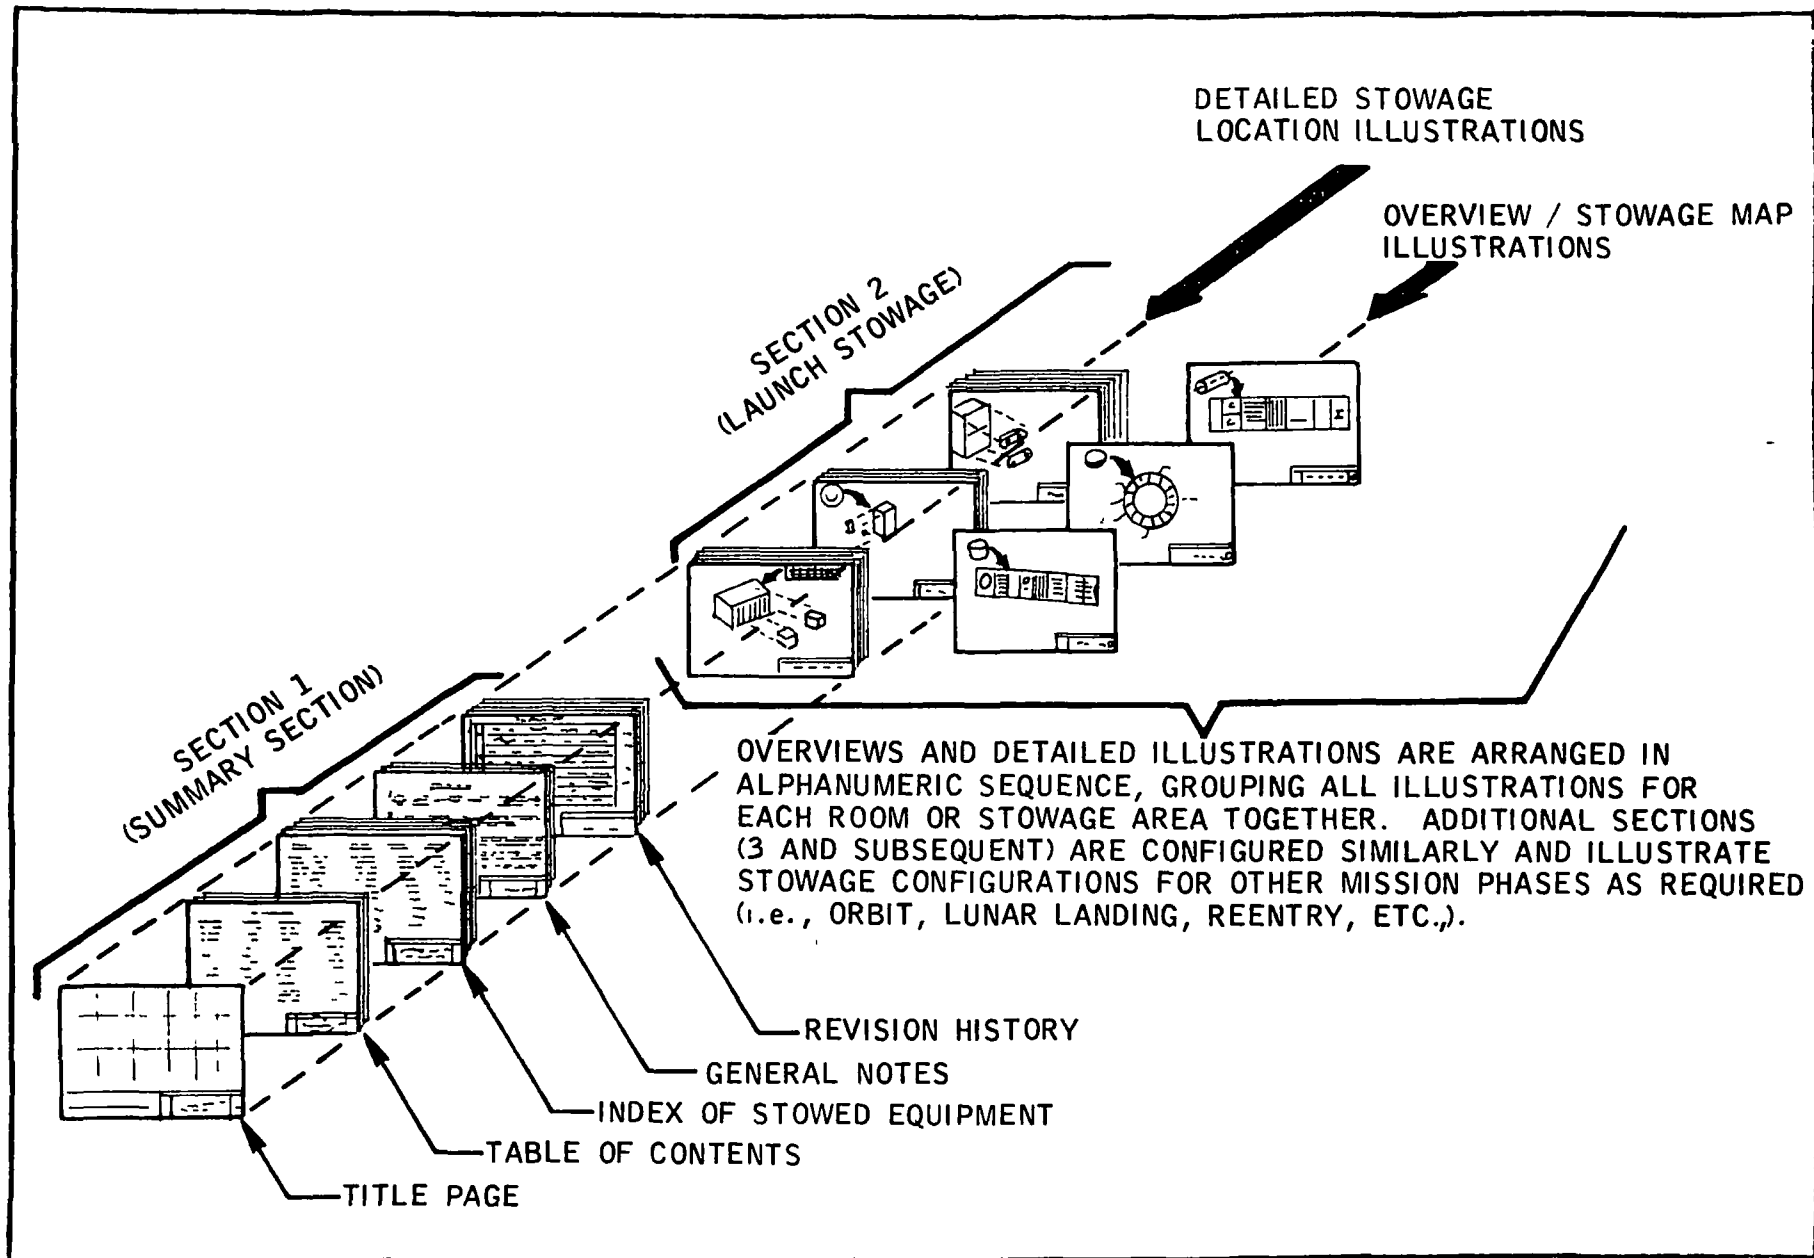 DETAILED STOWAGE
LOCATION ILLUSTRATIONS
OVERVIEW / STOWAGE MAP
ILLUSTRATIONS
SECTION 2
(LAUNCH STOWAGE)
SECTION 1
(SUMMARY SECTION)
OVERVIEWS AND DETAILED ILLUSTRATIONS ARE ARRANGED IN
ALPHANUMERIC SEQUENCE, GROUPING ALL ILLUSTRATIONS FOR
EACH ROOM OR STOWAGE AREA TOGETHER. ADDITIONAL SECTIONS
(3 AND SUBSEQUENT) ARE CONFIGURED SIMILARLY AND ILLUSTRATE
STOWAGE CONFIGURATIONS FOR OTHER MISSION PHASES AS REQUIRED
(i.e., ORBIT, LUNAR LANDING, REENTRY, ETC.,).
REVISION HISTORY
GENERAL NOTES
INDEX OF STOWED EQUIPMENT
TABLE OF CONTENTS
TITLE PAGE